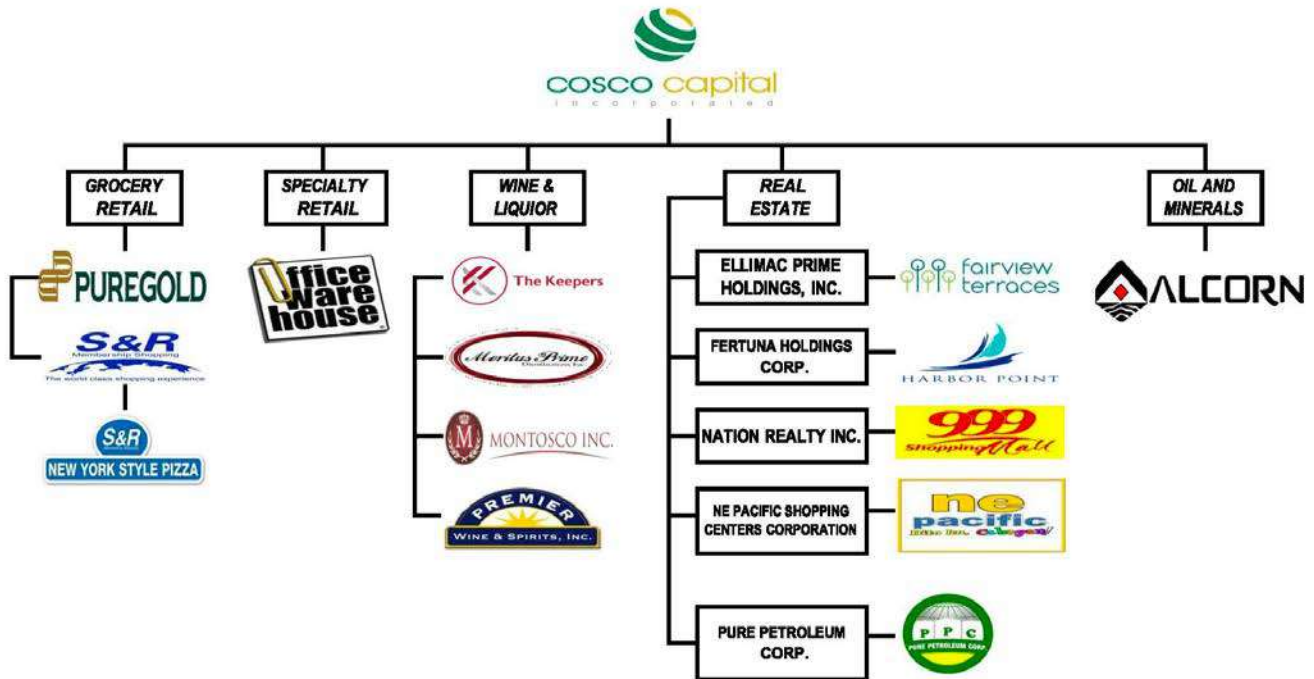 cosco capital
incorporated
GROCERY
RETAIL
SPECIALTY
RETAIL
WINE &
LIQUIOR
REAL
ESTATE
OIL AND
MINERALS
PUREGOLD
S&R
Membership Shopping
The world class shopping experience
S&R
NEW YORK STYLE PIZZA
Office
ware
house
The Keepers
Meritus Prime
M MONTOSCO INC.
PREMIER
WINE & SPIRITS, INC.
ELLIMAC PRIME
HOLDINGS, INC.
fairview
terraces
FERTUNA HOLDINGS
CORP.
HARBOR POINT
NATION REALTY INC.
999
Shopping Mall
NE PACIFIC SHOPPING
CENTERS CORPORATION
ne
pacific
PURE PETROLEUM
CORP.
P P C
PURE PETROLEUM CORP.
ALCORN